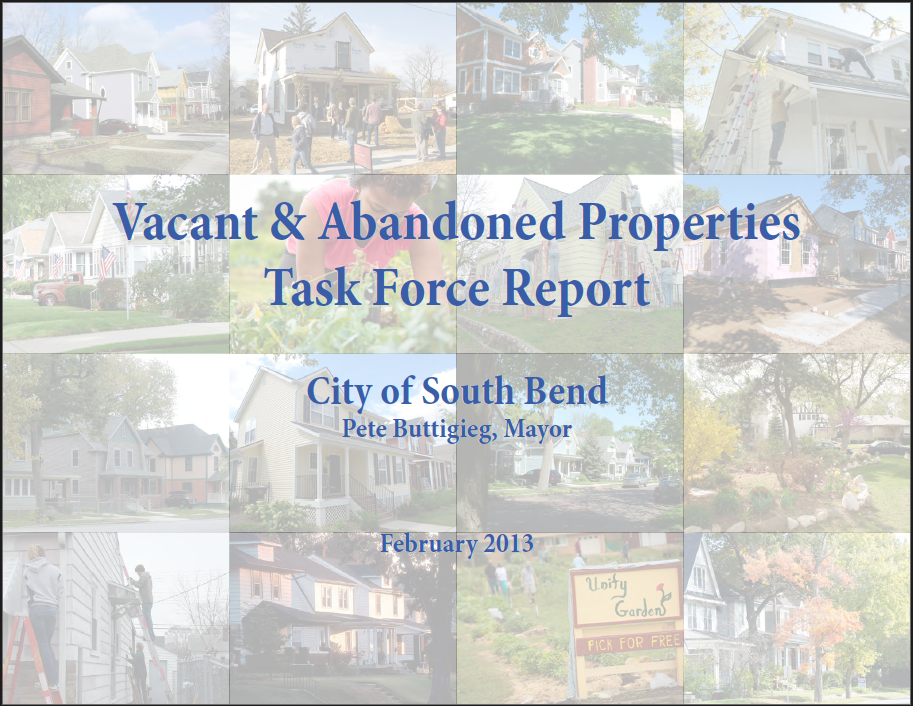 Vacant & Abandoned Properties
Task Force Report
City of South Bend
Pete Buttigieg, Mayor
February 2013
Unity
Garden
PICK FOR FREE